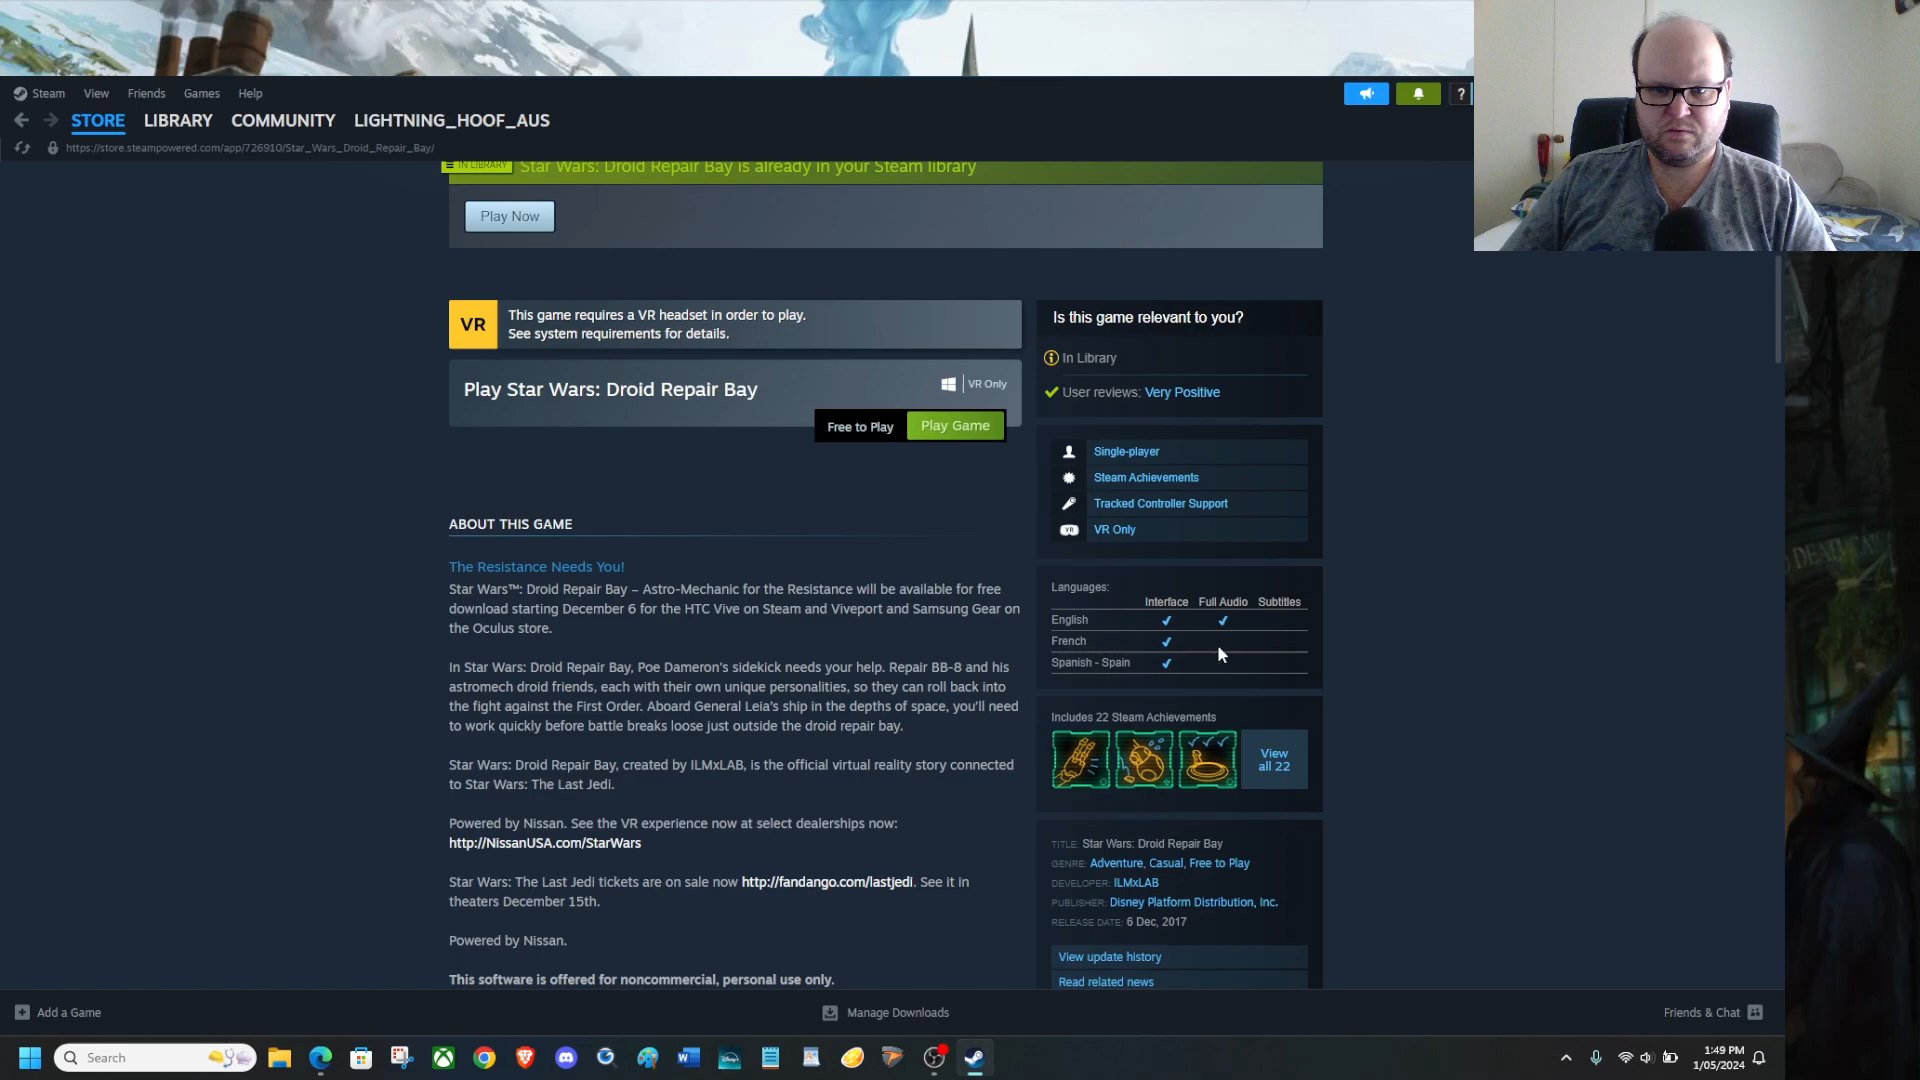 Steam View Friends Games Help
?
STORE LIBRARY COMMUNITY LIGHTNING_HOOF_AUS
https://store.steampowered.com/app/726910/Star_Wars_Droid_Repair_Bay/
IN LIBRARY Star Wars: Droid Repair Bay is already in your Steam library
Play Now
VR
This game requires a VR headset in order to play.
See system requirements for details.
Play Star Wars: Droid Repair Bay
VR Only
Free to Play Play Game
ABOUT THIS GAME
The Resistance Needs You!
Star Wars™: Droid Repair Bay – Astro-Mechanic for the Resistance will be available for free
download starting December 6 for the HTC Vive on Steam and Viveport and Samsung Gear on
the Oculus store.
In Star Wars: Droid Repair Bay, Poe Dameron's sidekick needs your help. Repair BB-8 and his
astromech droid friends, each with their own unique personalities, so they can roll back into
the fight against the First Order. Aboard General Leia's ship in the depths of space, you'll need
to work quickly before battle breaks loose just outside the droid repair bay.
Star Wars: Droid Repair Bay, created by ILMxLAB, is the official virtual reality story connected
to Star Wars: The Last Jedi.
Powered by Nissan. See the VR experience now at select dealerships now:
http://NissanUSA.com/StarWars
Star Wars: The Last Jedi tickets are on sale now http://fandango.com/lastjedi. See it in
theaters December 15th.
Powered by Nissan.
This software is offered for noncommercial, personal use only.
Is this game relevant to you?
In Library
User reviews: Very Positive
Single-player
Steam Achievements
Tracked Controller Support
VR VR Only
Languages:
Interface Full Audio Subtitles
English ✔ ✔
French ✔
Spanish - Spain ✔
Includes 22 Steam Achievements
View
all 22
TITLE: Star Wars: Droid Repair Bay
GENRE: Adventure, Casual, Free to Play
DEVELOPER: ILMxLAB
PUBLISHER: Disney Platform Distribution, Inc.
RELEASE DATE: 6 Dec, 2017
View update history
Read related news
Add a Game
Manage Downloads
Friends & Chat
Search
1:49 PM
1/05/2024